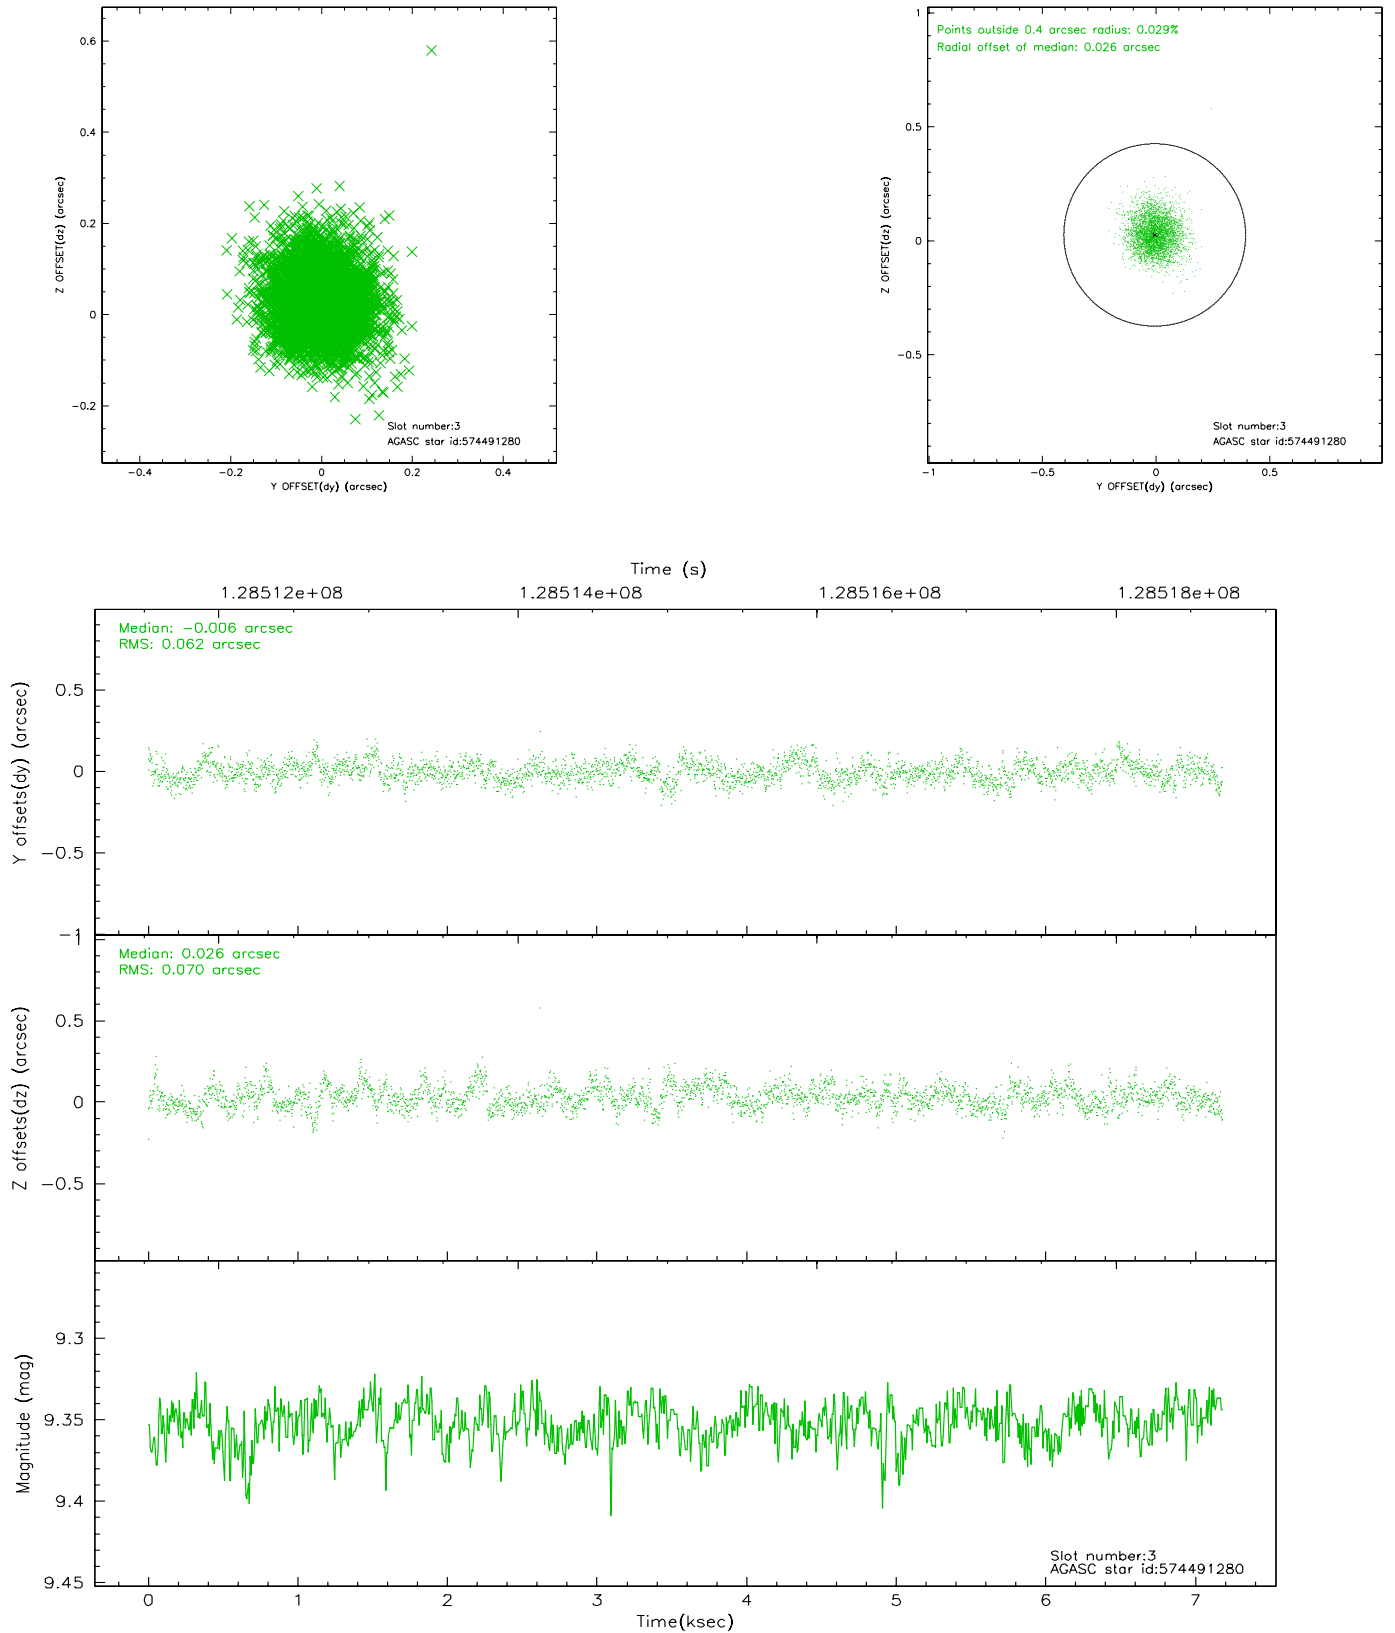 0.6
0.4
0.2
0
−0.2
Z OFFSET(dz) (arcsec)
Slot number:3
AGASC star id:574491280
−0.4 −0.2 0 0.2 0.4
Y OFFSET(dy) (arcsec)
Points outside 0.4 arcsec radius: 0.029%
Radial offset of median: 0.026 arcsec
1
0.5
0
−0.5
Z OFFSET(dz) (arcsec)
Slot number:3
AGASC star id:574491280
−1 −0.5 0 0.5
Y OFFSET(dy) (arcsec)
Time (s)
1.28512e+08 1.28514e+08 1.28516e+08 1.28518e+08
Median: −0.006 arcsec
RMS: 0.062 arcsec
0.5
0
−0.5
−1
Y offsets(dy) (arcsec)
Median: 0.026 arcsec
RMS: 0.070 arcsec
0.5
0
−0.5
Z offsets(dz) (arcsec)
9.3
9.35
9.4
9.45
Magnitude (mag)
Slot number:3
AGASC star id:574491280
0 1 2 3 4 5 6 7
Time(ksec)